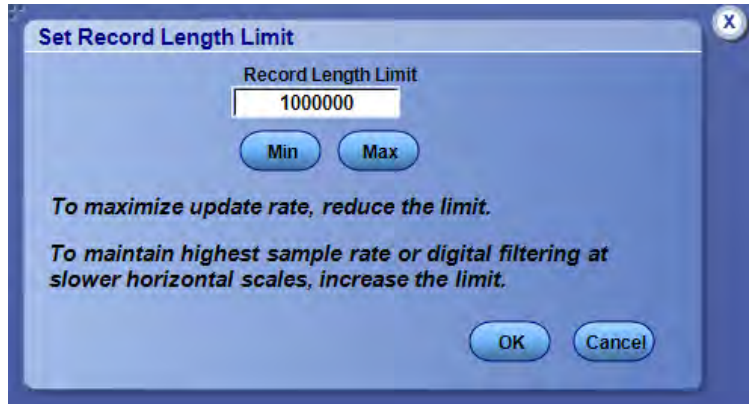 Set Record Length Limit
X
Record Length Limit
1000000
Min Max
To maximize update rate, reduce the limit.
To maintain highest sample rate or digital filtering at
slower horizontal scales, increase the limit.
OK Cancel